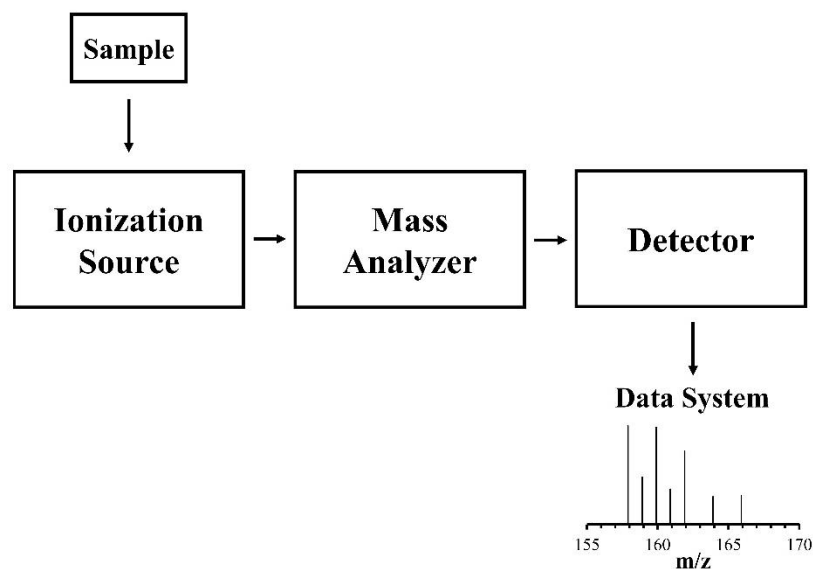 Sample
Ionization
Source
Mass
Analyzer
Detector
Data System
155 160 165 170
m/z